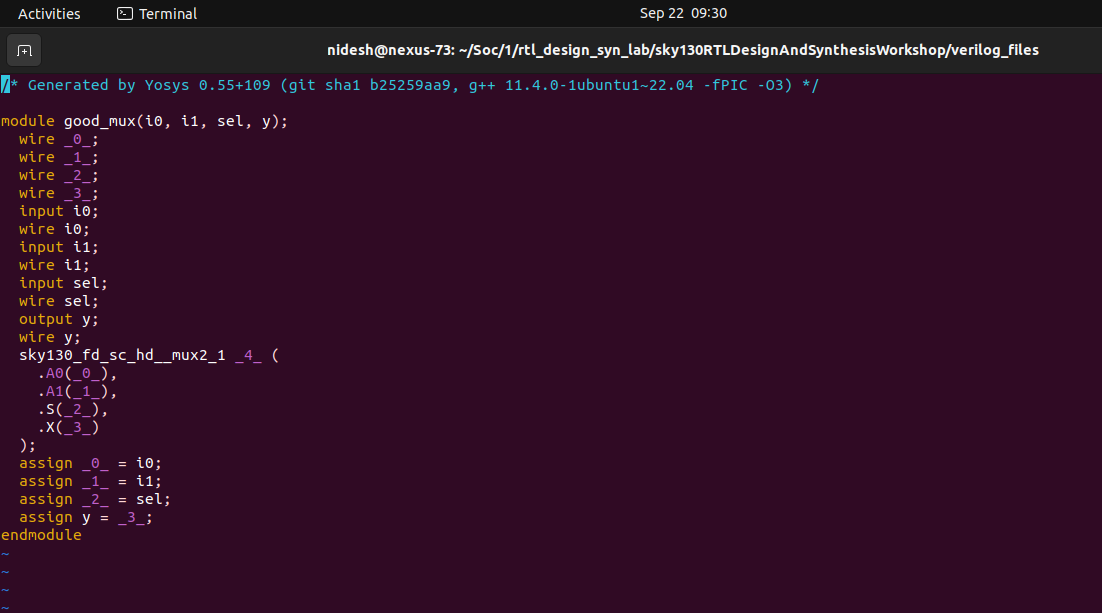 Activities Terminal Sep 22 09:30
nidesh@nexus-73: ~/Soc/1/rtl_design_syn_lab/sky130RTLDesignAndSynthesisWorkshop/verilog_files
/* Generated by Yosys 0.55+109 (git sha1 b25259aa9, g++ 11.4.0-1ubuntu1~22.04 -fPIC -O3) */

module good_mux(i0, i1, sel, y);
  wire _0_;
  wire _1_;
  wire _2_;
  wire _3_;
  input i0;
  wire i0;
  input i1;
  wire i1;
  input sel;
  wire sel;
  output y;
  wire y;
  sky130_fd_sc_hd__mux2_1 _4_ (
    .A0(_0_),
    .A1(_1_),
    .S(_2_),
    .X(_3_)
  );
  assign _0_ = i0;
  assign _1_ = i1;
  assign _2_ = sel;
  assign y = _3_;
endmodule
~
~
~
~